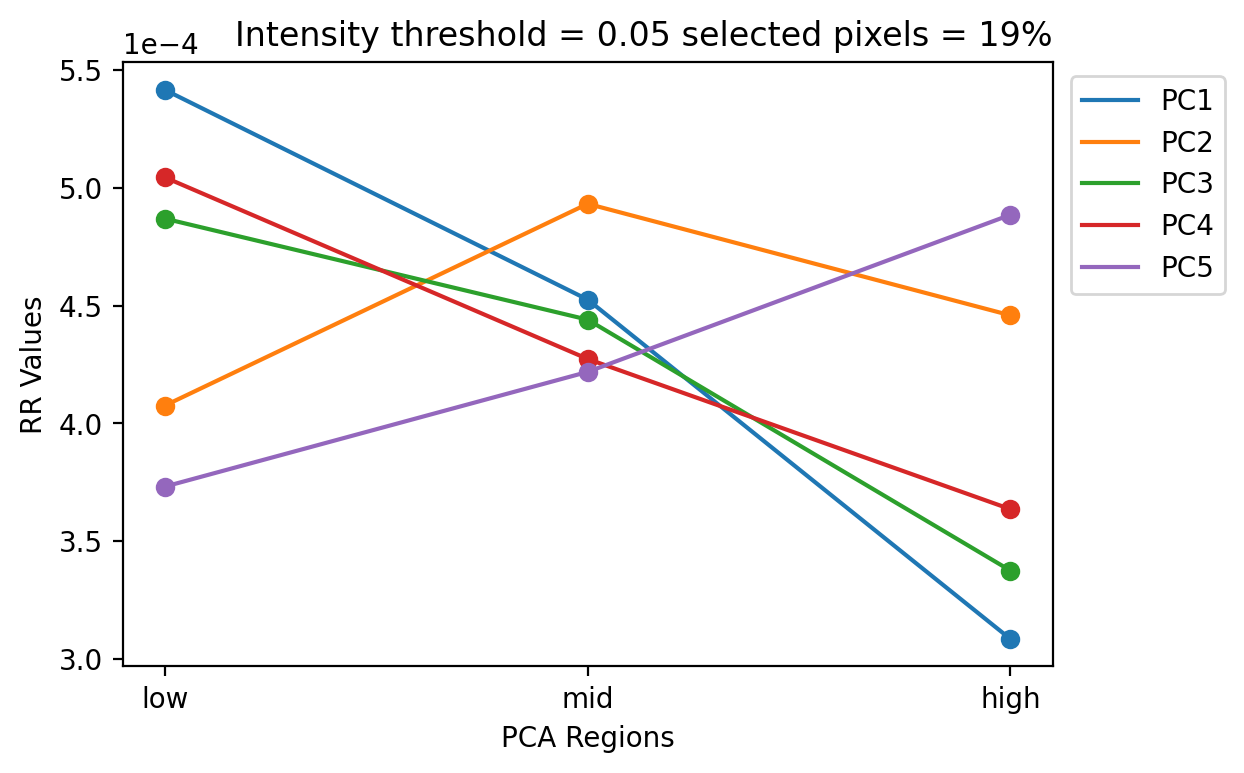 Intensity threshold = 0.05 selected pixels = 19%
1e−4
5.5
5.0
4.5
4.0
3.5
3.0
RR Values
low
mid
high
PCA Regions
PC1
PC2
PC3
PC4
PC5